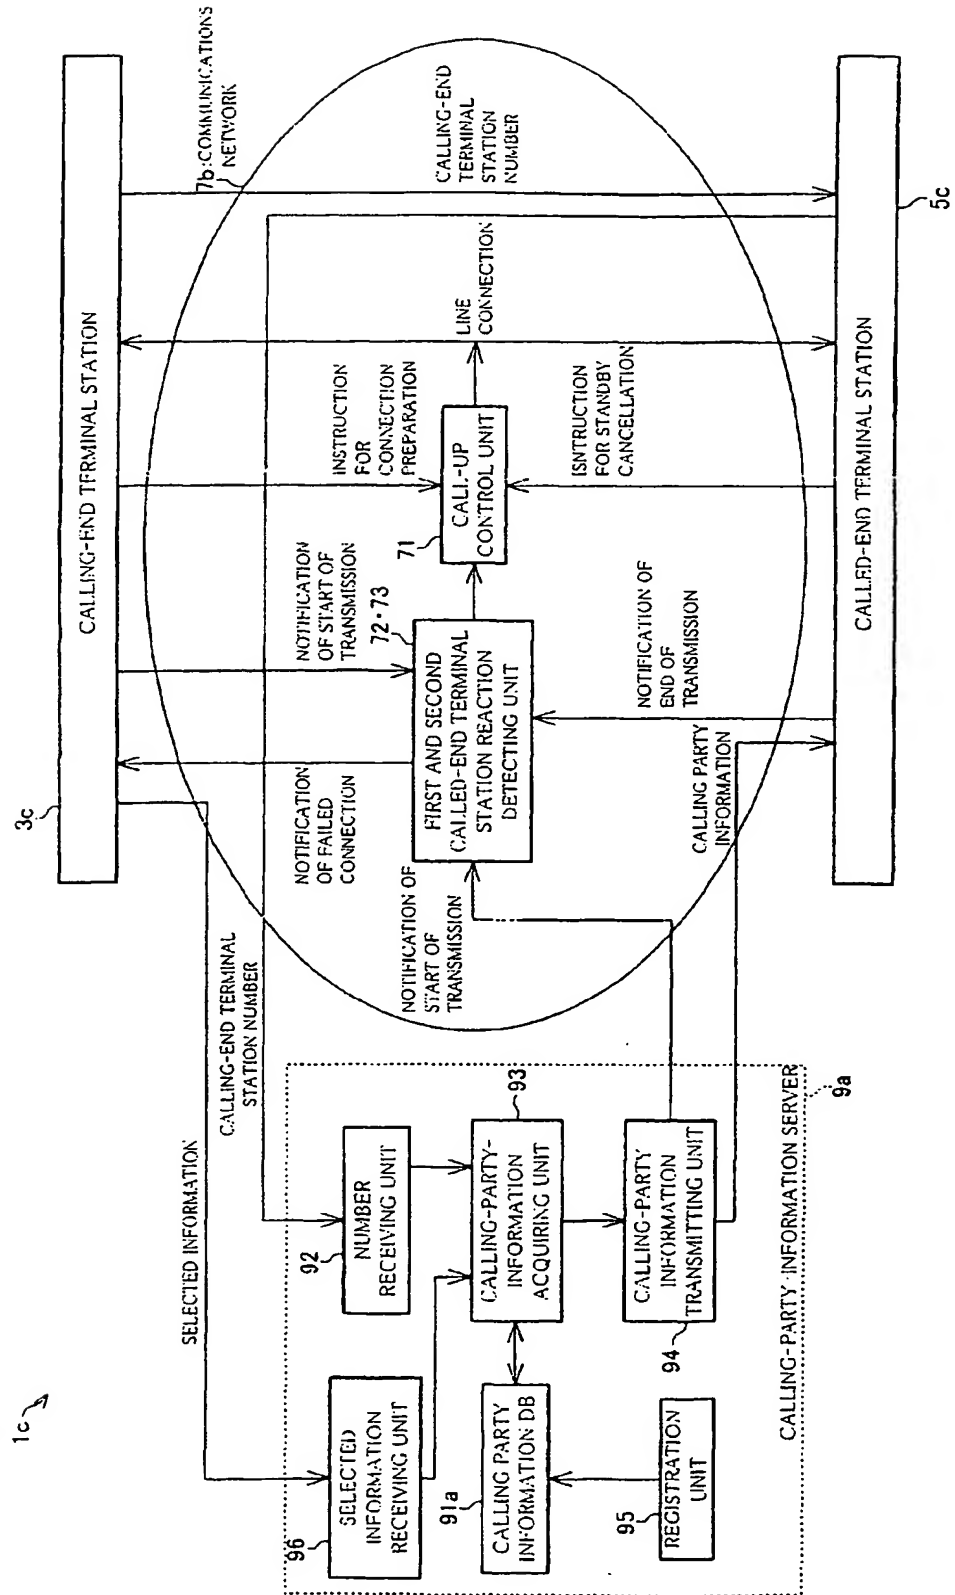 1c
3c
CALLING-END TERMINAL STATION
7b:COMMUNICATIONS
NETWORK
SELECTED INFORMATION
CALLING-END TERMINAL
STATION NUMBER
NOTIFICATION
OF FAILED
CONNECTION
NOTIFICATION
OF START OF
TRANSMISSION
INSTRUCTION
FOR
CONNECTION
PREPARATION
LINE
CONNECTION
CALLING-END
TERMINAL
STATION
NUMBER
NOTIFICATION OF
START OF
TRANSMISSION
72·73
FIRST AND SECOND
CALLED-END TERMINAL
STATION REACTION
DETECTING UNIT
71
CALL-UP
CONTROL UNIT
ISNTRUCTION
FOR STANDBY
CANCELLATION
NOTIFICATION OF
END OF
TRANSMISSION
CALLING PARTY
INFORMATION
96
SELECTED
INFORMATION
RECEIVING UNIT
92
NUMBER
RECEIVING UNIT
91a
CALLING PARTY
INFORMATION DB
93
CALLING-PARTY-
INFORMATION
ACQUIRING UNIT
95
REGISTRATION
UNIT
94
CALLING-PARTY
INFORMATION
TRANSMITTING UNIT
CALLING-PARTY INFORMATION SERVER
9a
CALLED-END TERMINAL STATION
5c